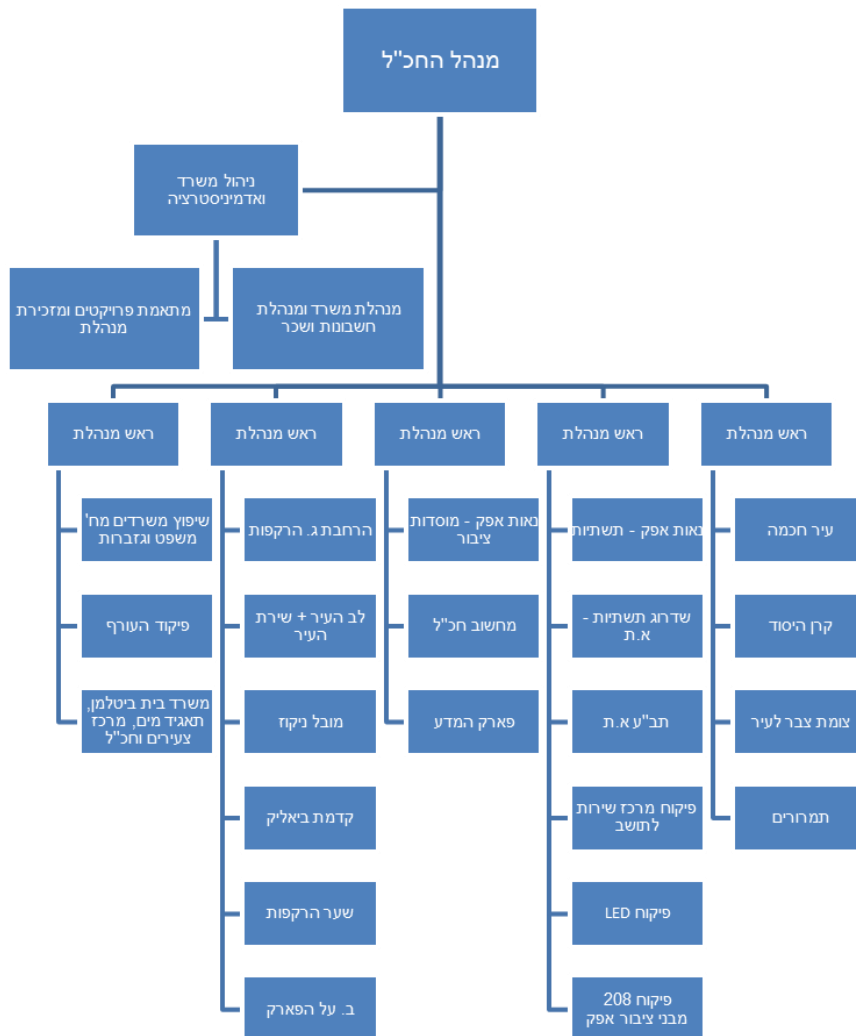 מנהל החכ"ל
ניהול משרד
ואדמיניסטרציה
מנהלת משרד ומנהלת
חשבונות ושכר
מתאמת פרויקטים ומזכירת
מנהלת
ראש מנהלת
עיר חכמה
קרן היסוד
צומת צבר לעיר
תמרורים
ראש מנהלת
נאות אפק - תשתיות
שדרוג תשתיות -
א.ת
תב"ע א.ת
פיקוח מרכז שירות
לתושב
פיקוח LED
פיקוח 208
מבני ציבור אפק
ראש מנהלת
נאות אפק - מוסדות
ציבור
מחשוב חכ"ל
פארק המדע
ראש מנהלת
הרחבת ג. הרקפות
לב העיר + שירת
העיר
מובל ניקוז
קדמת ביאליק
שער הרקפות
ב. על הפארק
ראש מנהלת
שיפוץ משרדים מח'
משפט וגזברות
פיקוד העורף
משרד בית ביטלמן,
תאגיד מים, מרכז
צעירים וחכ"ל